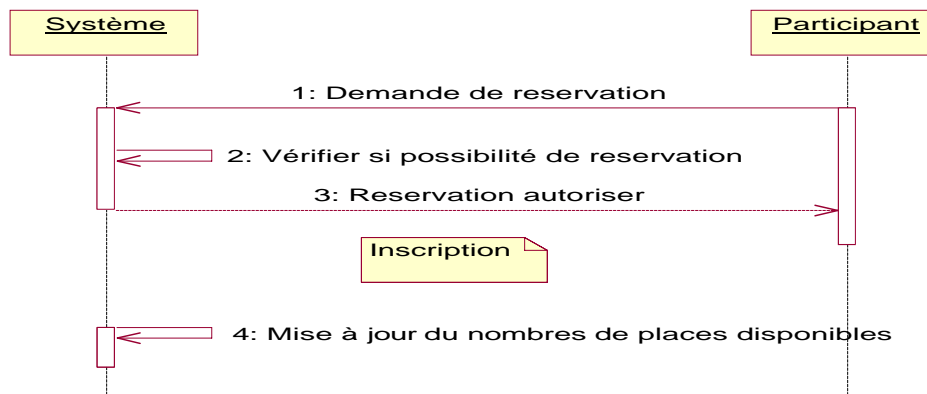 Système
Participant
1: Demande de reservation
2: Vérifier si possibilité de reservation
3: Reservation autoriser
Inscription
4: Mise à jour du nombres de places disponibles